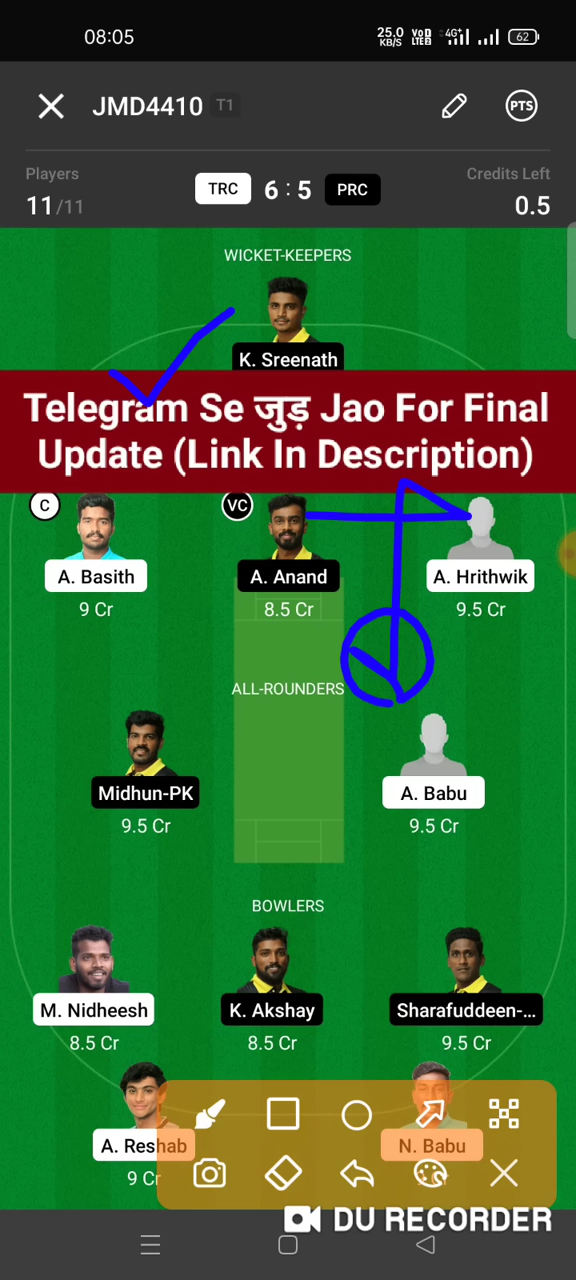 08:05
25.0 KB/S VoD LTE2 4G+ 62
JMD4410 T1
PTS
Players
Credits Left
11/11
TRC 6 : 5 PRC
0.5
WICKET-KEEPERS
K. Sreenath
Telegram Se जुड़ Jao For Final
Update (Link In Description)
C
VC
A. Basith
A. Anand
A. Hrithwik
9 Cr
8.5 Cr
9.5 Cr
ALL-ROUNDERS
Midhun-PK
A. Babu
9.5 Cr
9.5 Cr
BOWLERS
M. Nidheesh
K. Akshay
Sharafuddeen-...
8.5 Cr
8.5 Cr
9.5 Cr
A. Reshab
N. Babu
9 Cr
DU RECORDER